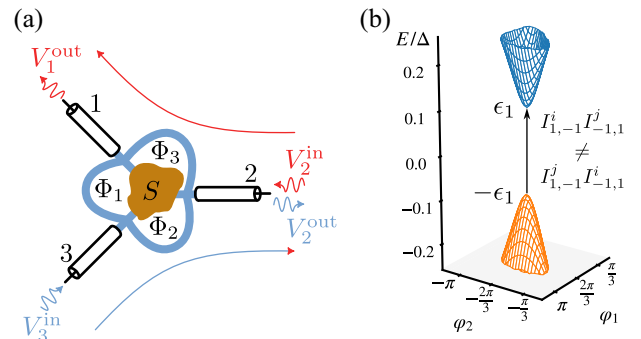 (a)
V_1^out
1
Φ_3
Φ_1
S
2
V_2^in
V_2^out
Φ_2
3
V_3^in
(b)
E/Δ
0.2
0.1
0.0
−0.1
−0.2
ϵ_1
I^i_{1,−1} I^j_{−1,1}
≠
I^j_{1,−1} I^i_{−1,1}
−ϵ_1
−π
−2π/3
−π/3
φ_2
π
2π/3
π/3
φ_1